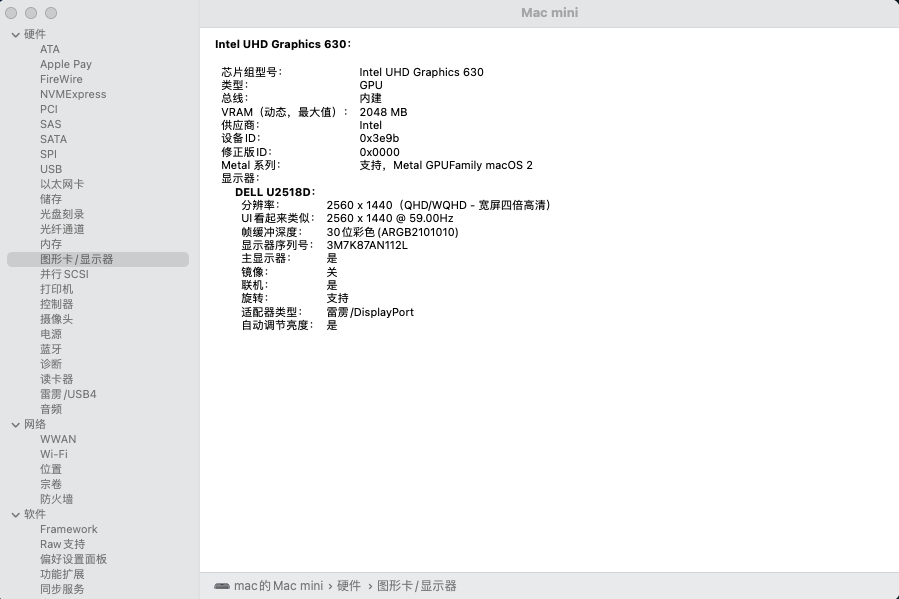 Mac mini
硬件
ATA
Apple Pay
FireWire
NVMExpress
PCI
SAS
SATA
SPI
USB
以太网卡
储存
光盘刻录
光纤通道
内存
图形卡/显示器
并行SCSI
打印机
控制器
摄像头
电源
蓝牙
诊断
读卡器
雷雳/USB4
音频
网络
WWAN
Wi-Fi
位置
宗卷
防火墙
软件
Framework
Raw支持
偏好设置面板
功能扩展
同步服务
Intel UHD Graphics 630:
芯片组型号: Intel UHD Graphics 630
类型: GPU
总线: 内建
VRAM（动态，最大值）: 2048 MB
供应商: Intel
设备ID: 0x3e9b
修正版ID: 0x0000
Metal 系列: 支持，Metal GPUFamily macOS 2
显示器:
DELL U2518D:
分辨率: 2560 x 1440（QHD/WQHD - 宽屏四倍高清）
UI看起来类似: 2560 x 1440 @ 59.00Hz
帧缓冲深度: 30位彩色(ARGB2101010)
显示器序列号: 3M7K87AN112L
主显示器: 是
镜像: 关
联机: 是
旋转: 支持
适配器类型: 雷雳/DisplayPort
自动调节亮度: 是
mac的Mac mini › 硬件 › 图形卡/显示器